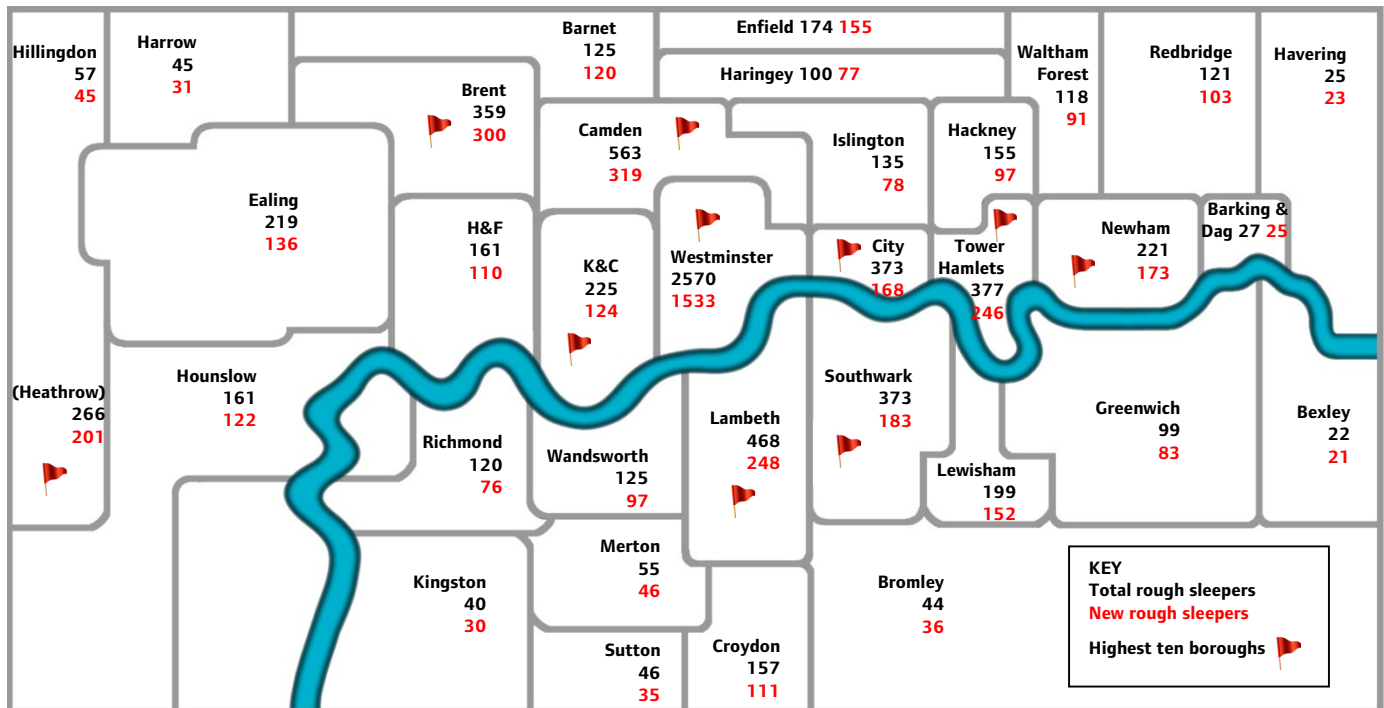 Hillingdon
57
45
Harrow
45
31
Barnet
125
120
Enfield 174 155
Haringey 100 77
Waltham
Forest
118
91
Redbridge
121
103
Havering
25
23
Brent
359
300
Camden
563
319
Islington
135
78
Hackney
155
97
Ealing
219
136
H&F
161
110
K&C
225
124
Westminster
2570
1533
City
373
168
Tower
Hamlets
377
246
Newham
221
173
Barking &
Dag 27 25
(Heathrow)
266
201
Hounslow
161
122
Richmond
120
76
Wandsworth
125
97
Lambeth
468
248
Southwark
373
183
Lewisham
199
152
Greenwich
99
83
Bexley
22
21
Kingston
40
30
Merton
55
46
Sutton
46
35
Croydon
157
111
Bromley
44
36
KEY
Total rough sleepers
New rough sleepers
Highest ten boroughs